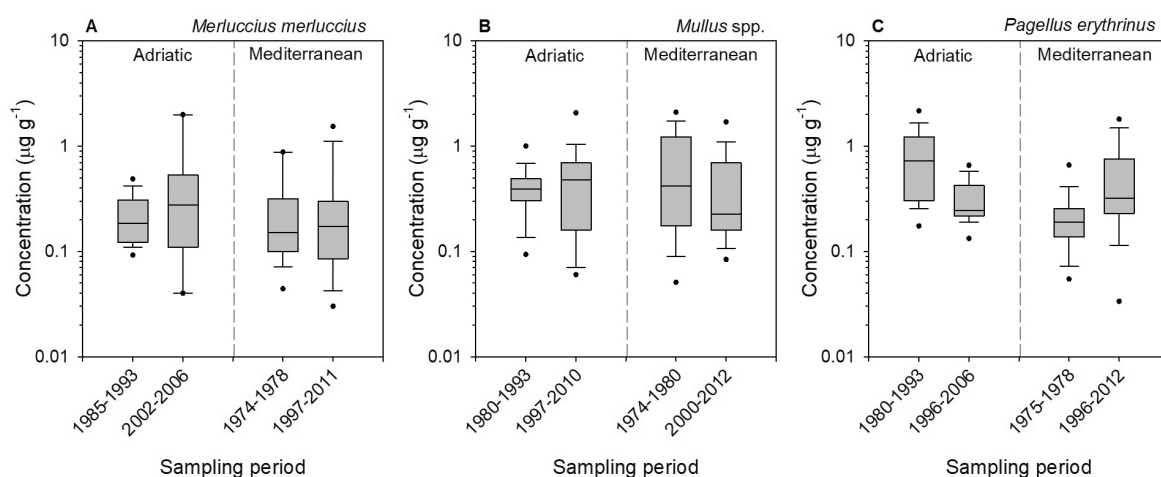 A Merluccius merluccius
Adriatic Mediterranean
Concentration (µg g-1)
10
1
0.1
0.01
1985-1993
2002-2006
1974-1978
1997-2011
Sampling period
B Mullus spp.
Adriatic Mediterranean
Concentration (µg g-1)
10
1
0.1
0.01
1980-1993
1997-2010
1974-1980
2000-2012
Sampling period
C Pagellus erythrinus
Adriatic Mediterranean
Concentration (µg g-1)
10
1
0.1
0.01
1980-1993
1996-2006
1975-1978
1996-2012
Sampling period